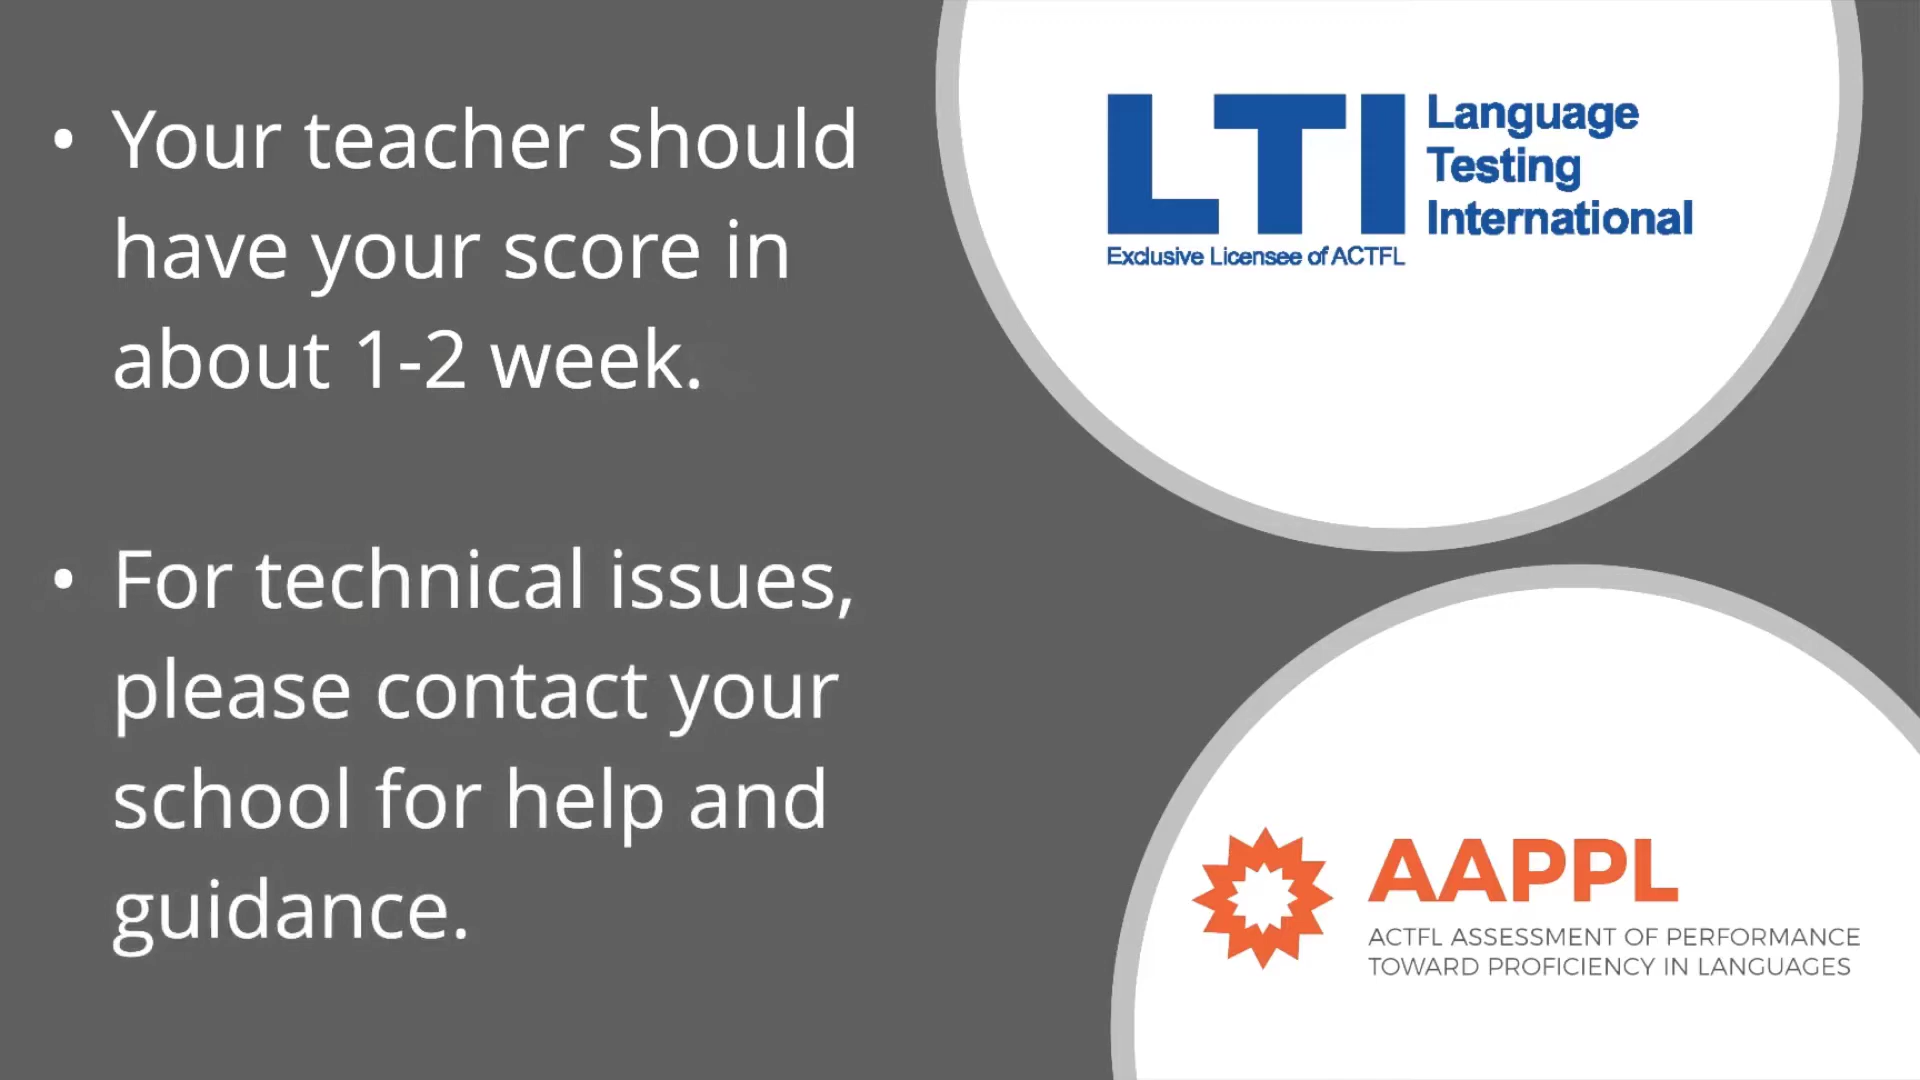 • Your teacher should
have your score in
about 1-2 week.
• For technical issues,
please contact your
school for help and
guidance.
LTI
Language
Testing
International
Exclusive Licensee of ACTFL
AAPPL
ACTFL ASSESSMENT OF PERFORMANCE
TOWARD PROFICIENCY IN LANGUAGES